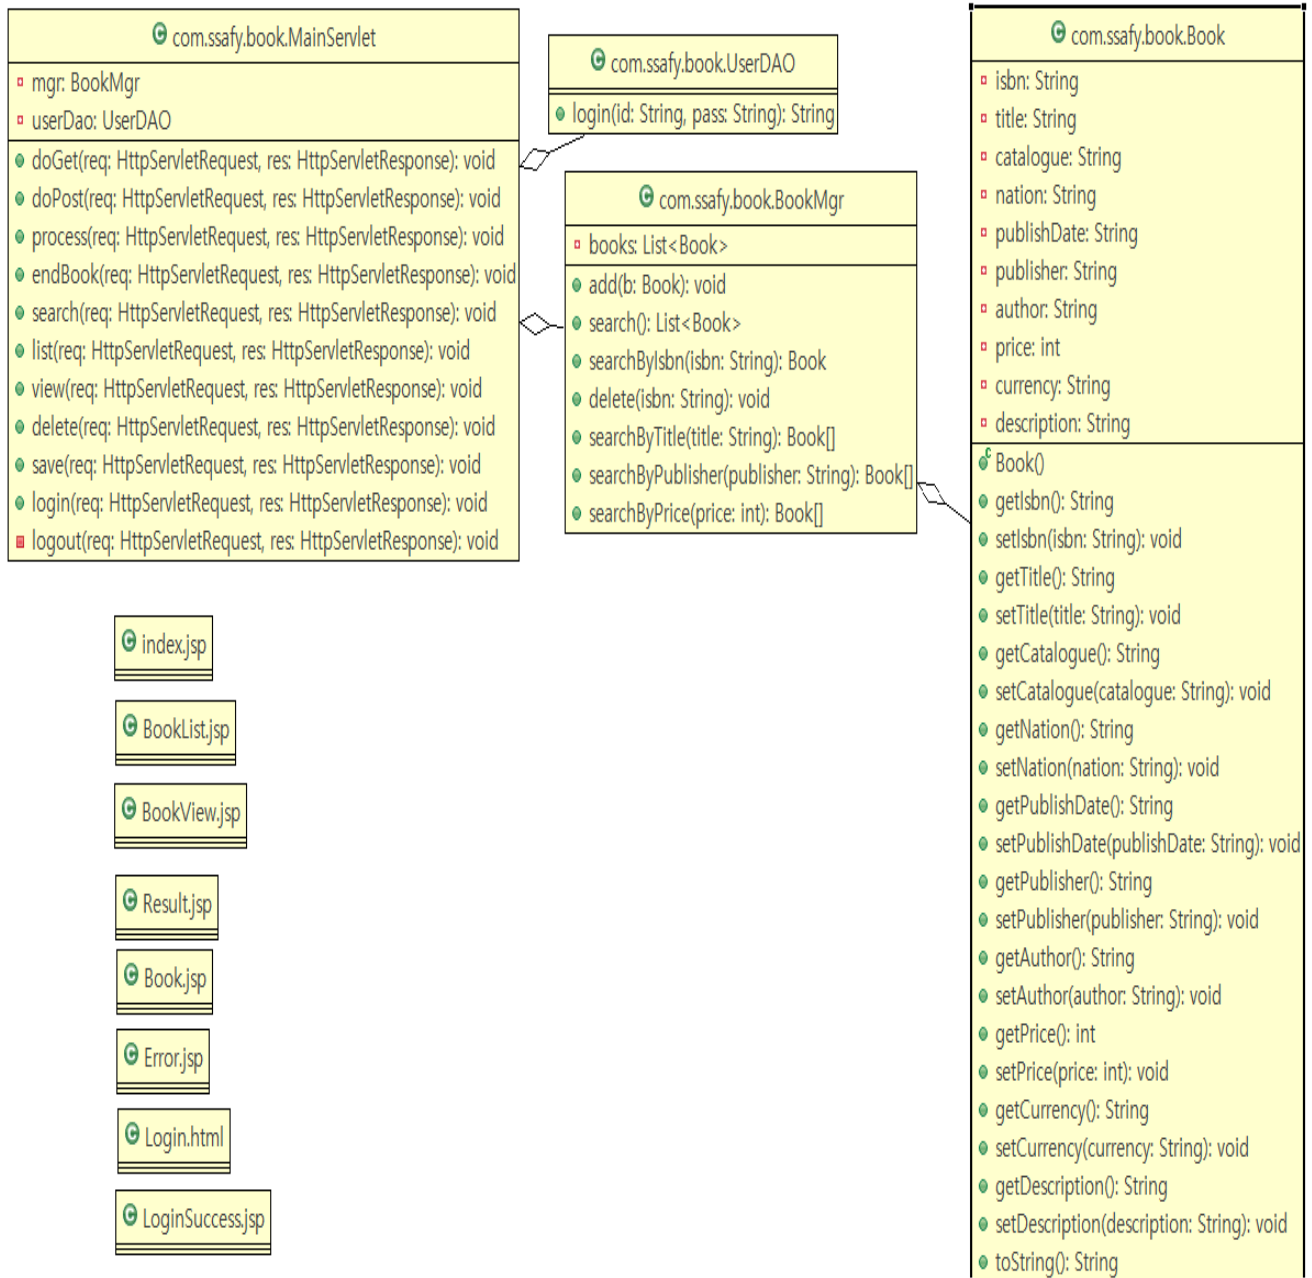 com.ssafy.book.MainServlet
mgr: BookMgr
userDao: UserDAO
doGet(req: HttpServletRequest, res: HttpServletResponse): void
doPost(req: HttpServletRequest, res: HttpServletResponse): void
process(req: HttpServletRequest, res: HttpServletResponse): void
endBook(req: HttpServletRequest, res: HttpServletResponse): void
search(req: HttpServletRequest, res: HttpServletResponse): void
list(req: HttpServletRequest, res: HttpServletResponse): void
view(req: HttpServletRequest, res: HttpServletResponse): void
delete(req: HttpServletRequest, res: HttpServletResponse): void
save(req: HttpServletRequest, res: HttpServletResponse): void
login(req: HttpServletRequest, res: HttpServletResponse): void
logout(req: HttpServletRequest, res: HttpServletResponse): void
com.ssafy.book.UserDAO
login(id: String, pass: String): String
com.ssafy.book.BookMgr
books: List<Book>
add(b: Book): void
search(): List<Book>
searchByIsbn(isbn: String): Book
delete(isbn: String): void
searchByTitle(title: String): Book[]
searchByPublisher(publisher: String): Book[]
searchByPrice(price: int): Book[]
com.ssafy.book.Book
isbn: String
title: String
catalogue: String
nation: String
publishDate: String
publisher: String
author: String
price: int
currency: String
description: String
Book()
getIsbn(): String
setIsbn(isbn: String): void
getTitle(): String
setTitle(title: String): void
getCatalogue(): String
setCatalogue(catalogue: String): void
getNation(): String
setNation(nation: String): void
getPublishDate(): String
setPublishDate(publishDate: String): void
getPublisher(): String
setPublisher(publisher: String): void
getAuthor(): String
setAuthor(author: String): void
getPrice(): int
setPrice(price: int): void
getCurrency(): String
setCurrency(currency: String): void
getDescription(): String
setDescription(description: String): void
toString(): String
index.jsp
BookList.jsp
BookView.jsp
Result.jsp
Book.jsp
Error.jsp
Login.html
LoginSuccess.jsp